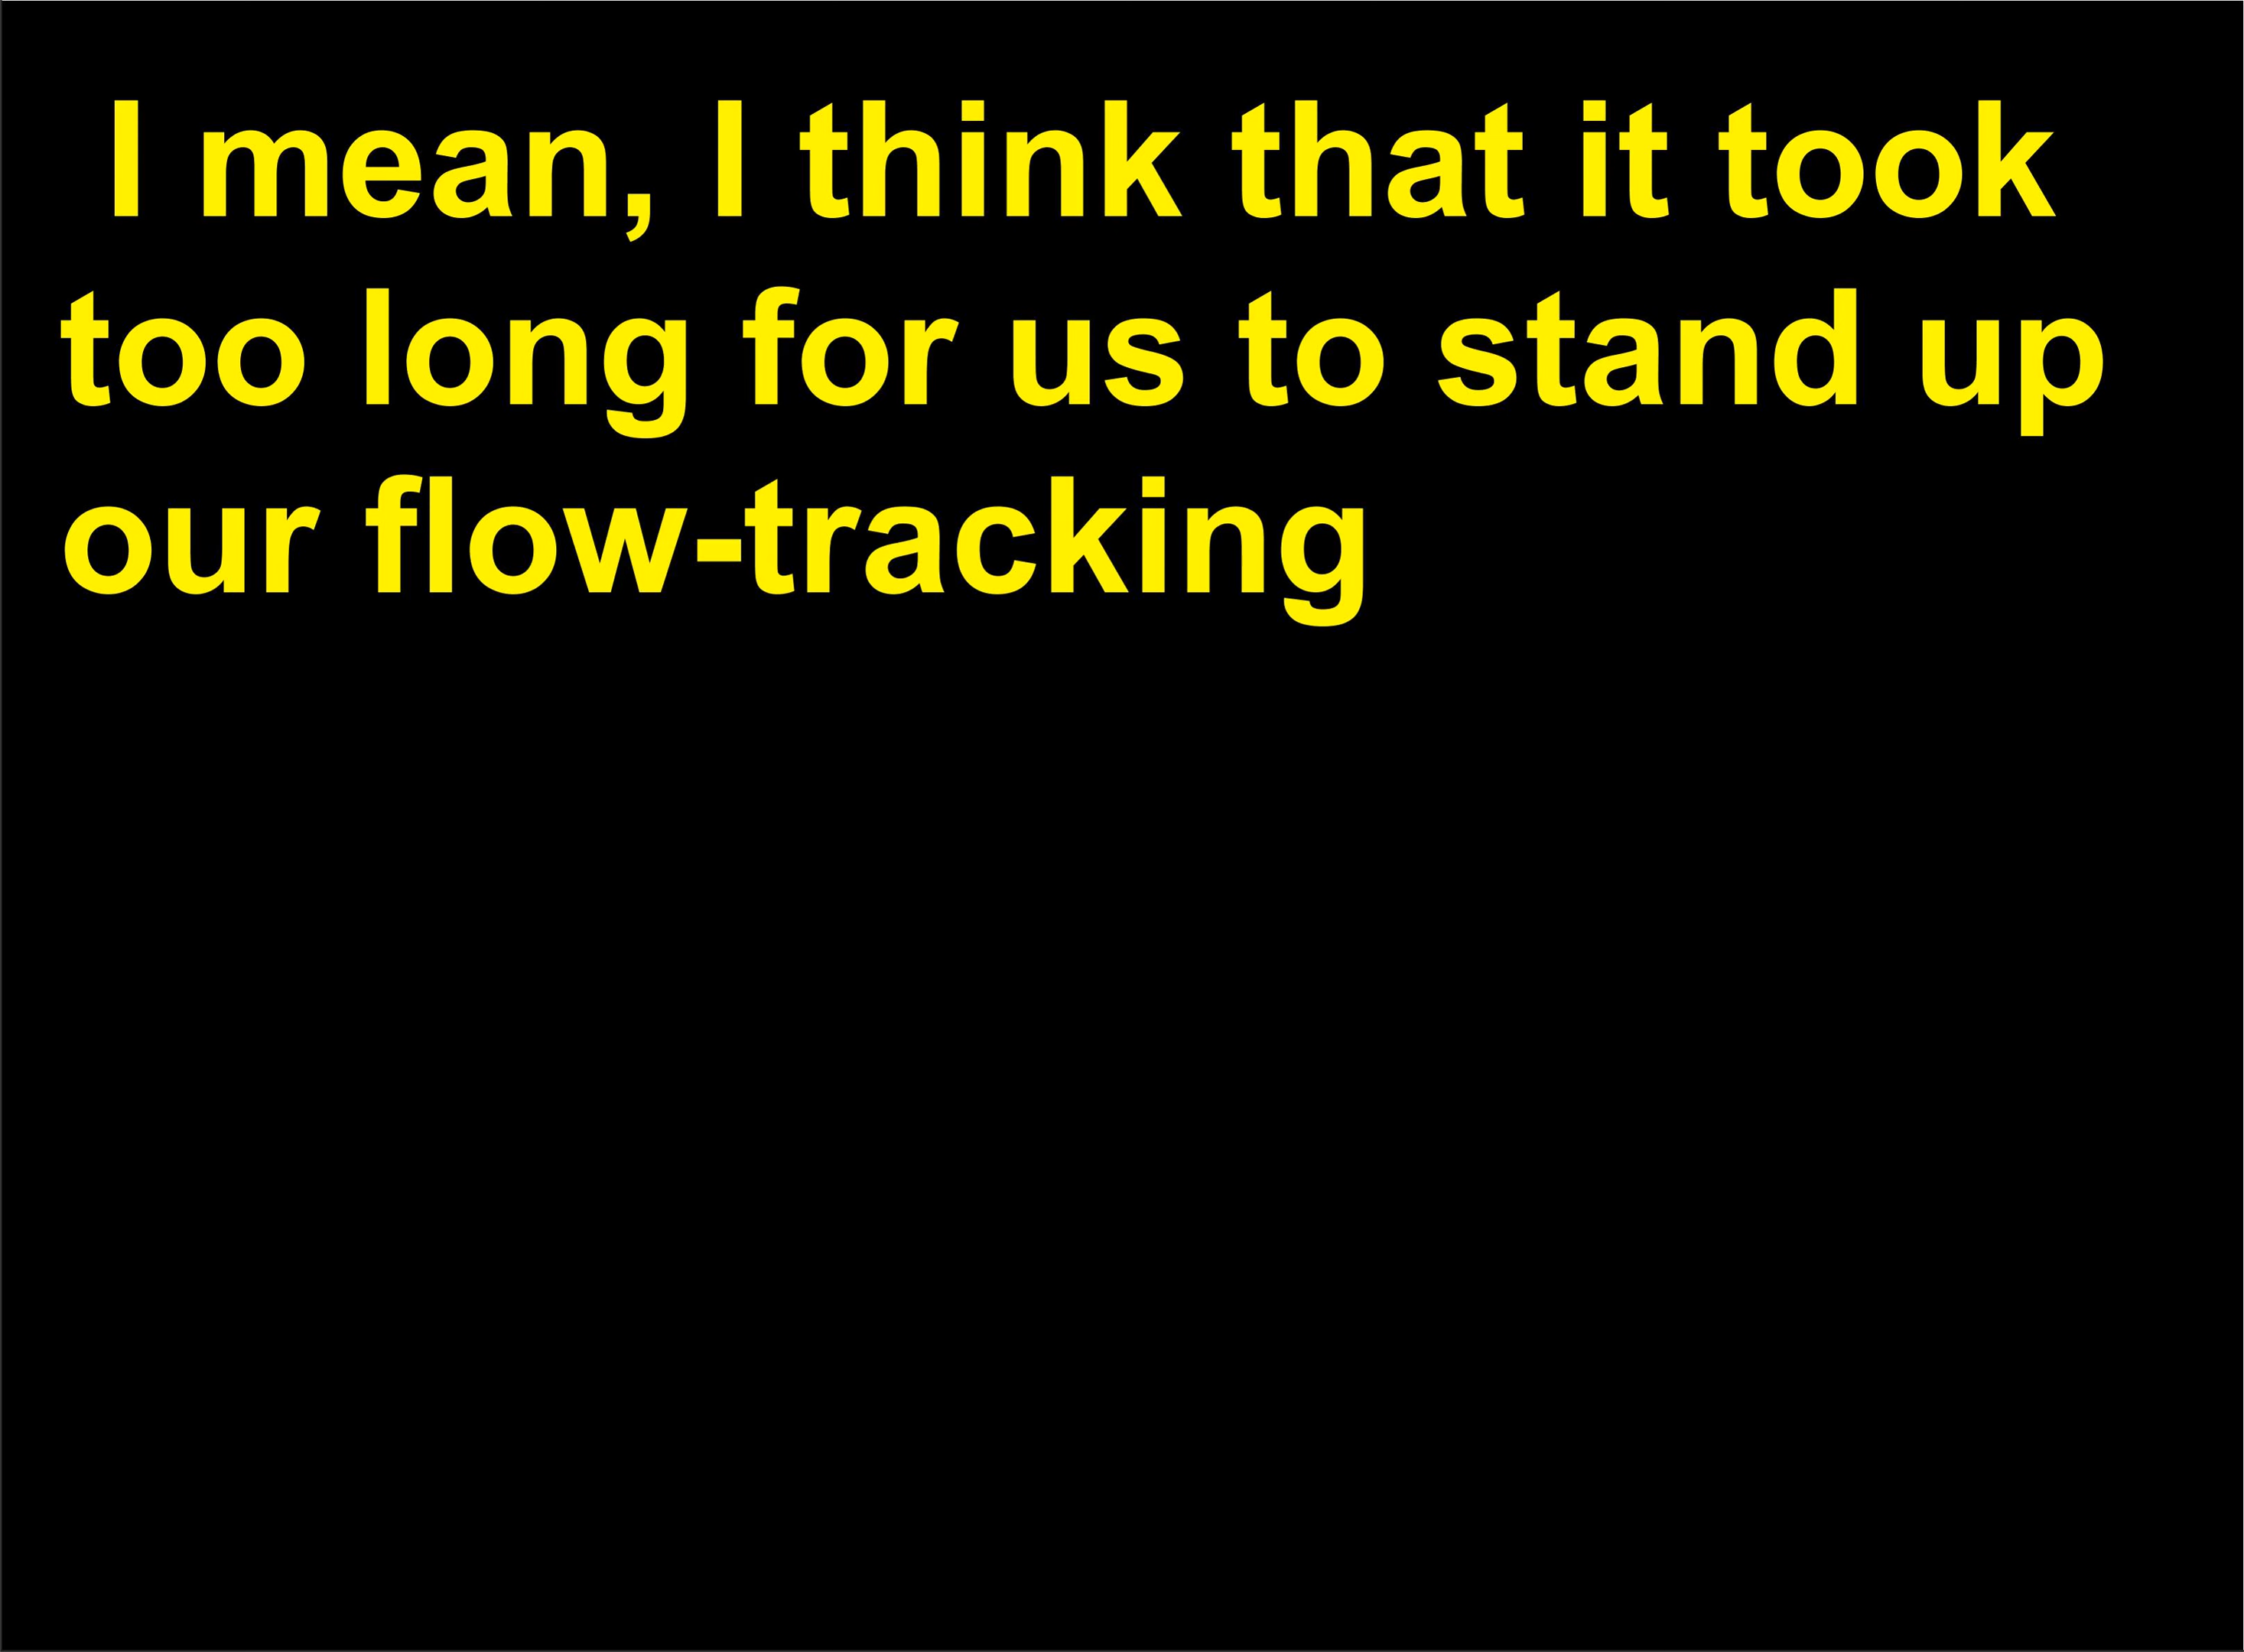 I mean, I think that it took
too long for us to stand up
our flow-tracking